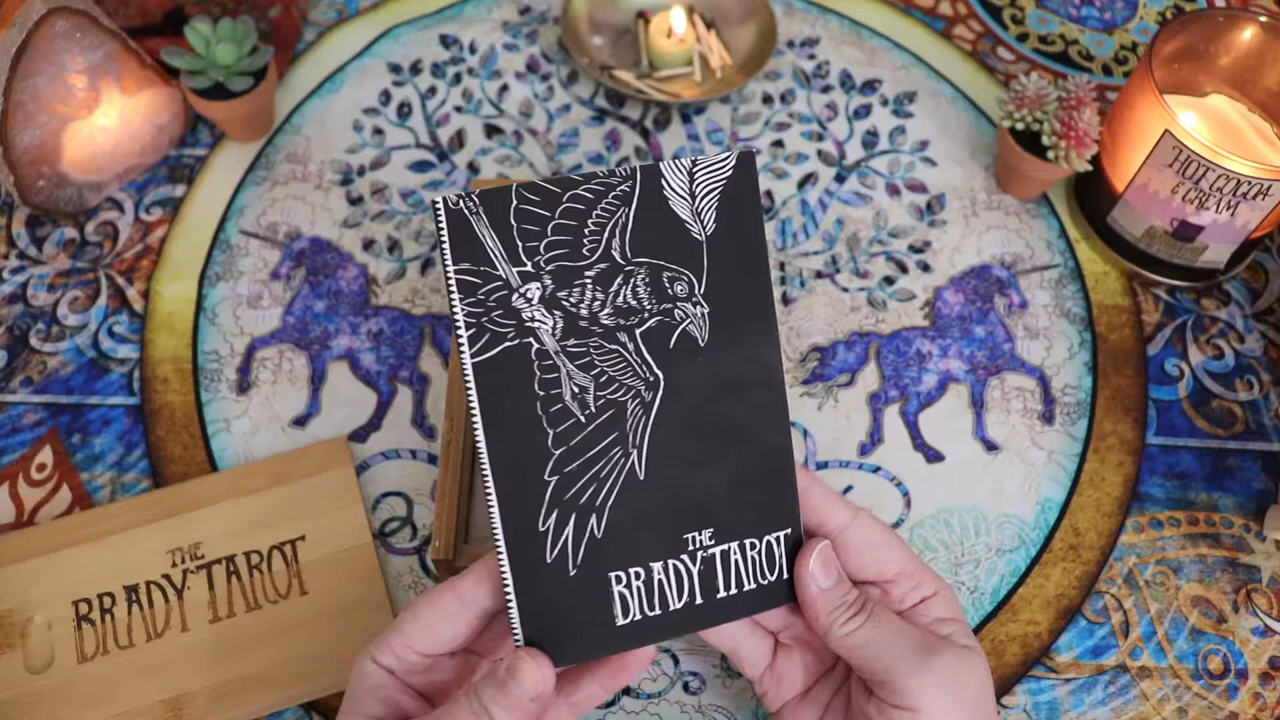 THE
BRADY·TAROT
THE
BRADY·TAROT
HOT COCOA
& CREAM